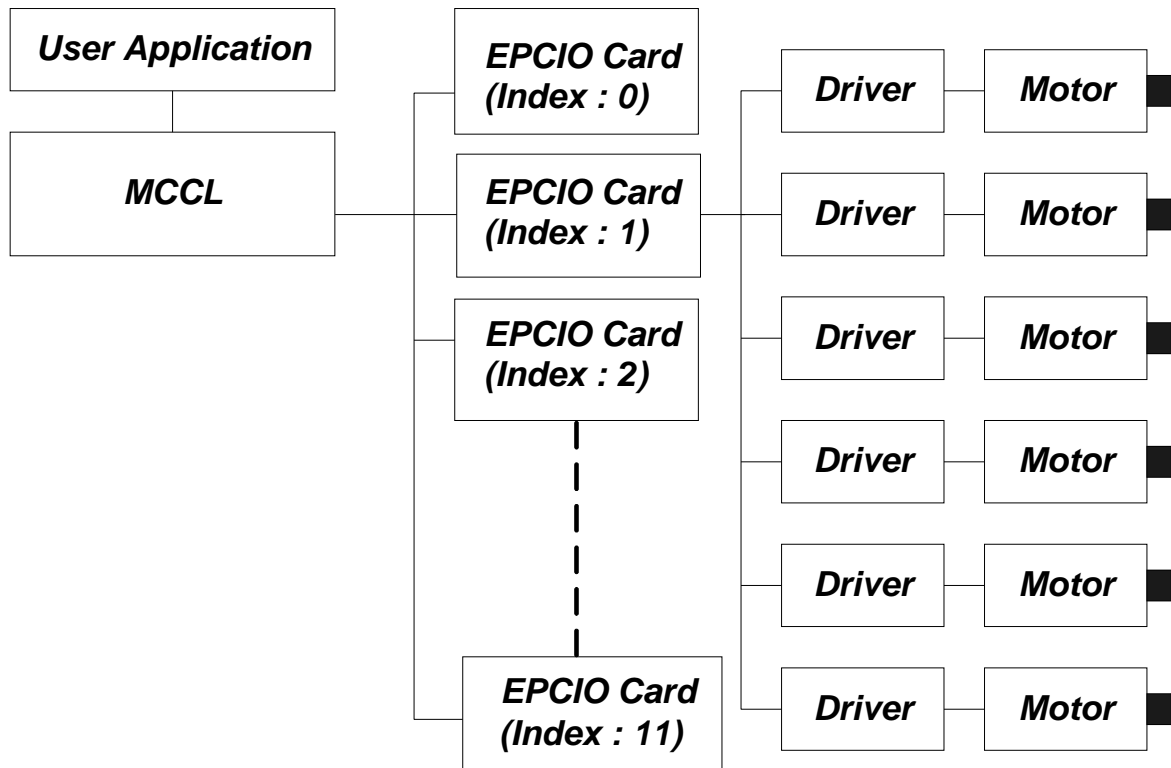 User Application
MCCL
EPCIO Card
(Index : 0)
EPCIO Card
(Index : 1)
EPCIO Card
(Index : 2)
EPCIO Card
(Index : 11)
Driver
Motor
Driver
Motor
Driver
Motor
Driver
Motor
Driver
Motor
Driver
Motor